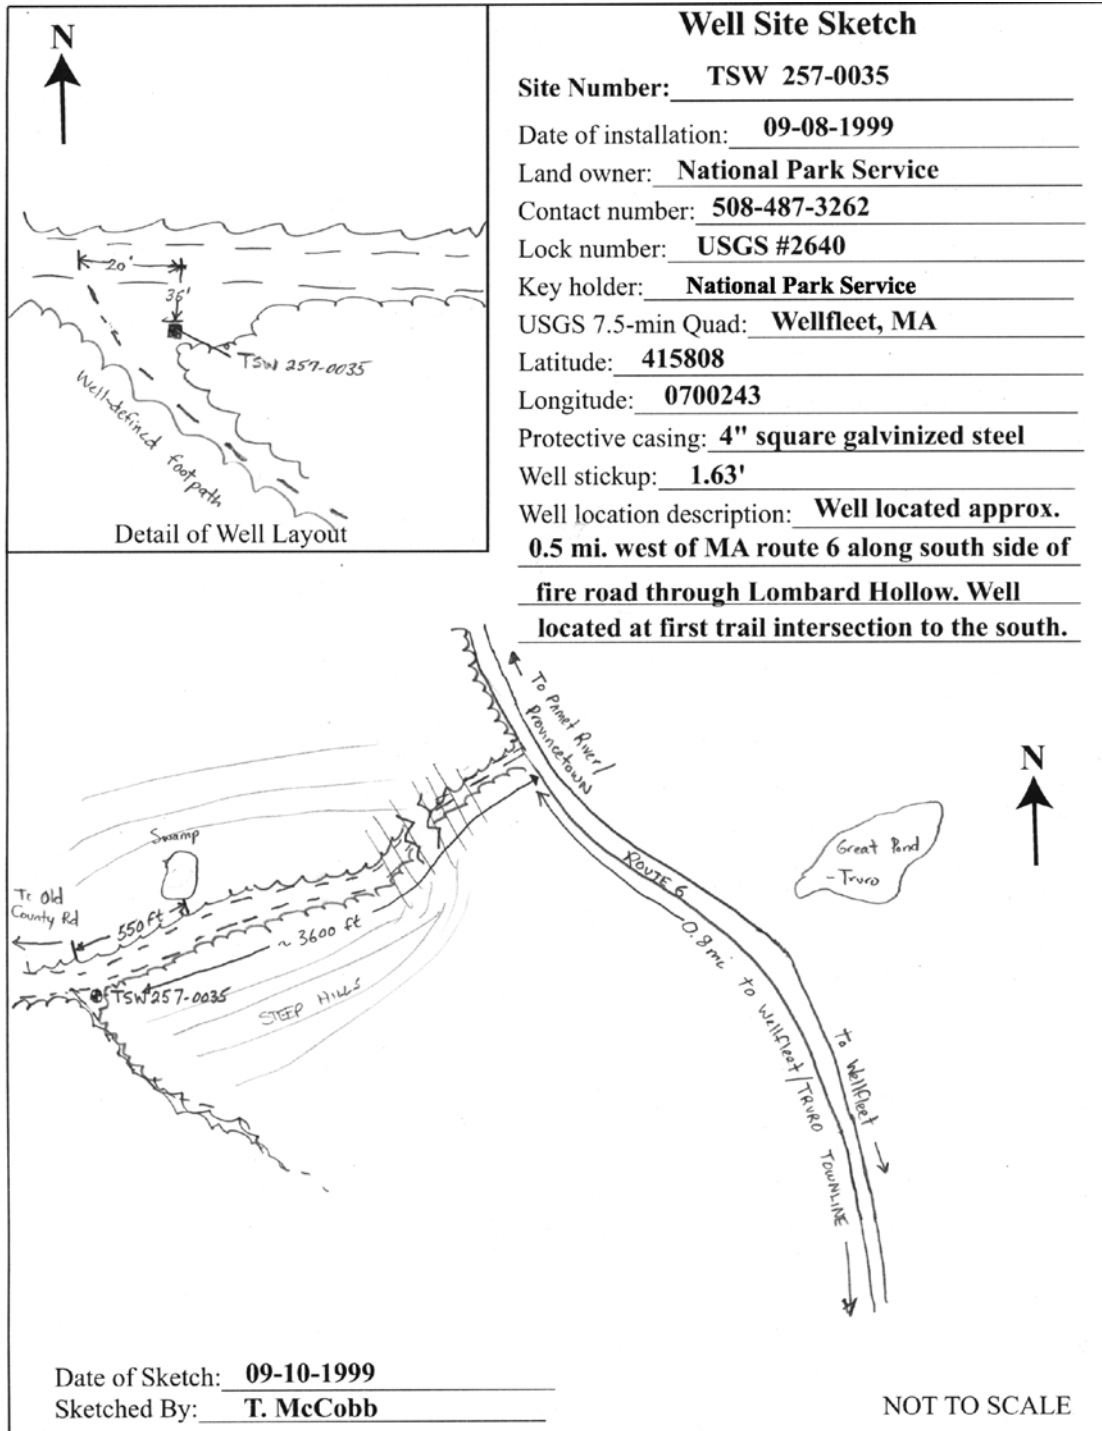 N
20'
36'
TSW 257-0035
Well-defined footpath
Detail of Well Layout
Well Site Sketch
Site Number: TSW 257-0035
Date of installation: 09-08-1999
Land owner: National Park Service
Contact number: 508-487-3262
Lock number: USGS #2640
Key holder: National Park Service
USGS 7.5-min Quad: Wellfleet, MA
Latitude: 415808
Longitude: 0700243
Protective casing: 4" square galvinized steel
Well stickup: 1.63'
Well location description: Well located approx.
0.5 mi. west of MA route 6 along south side of
fire road through Lombard Hollow. Well
located at first trail intersection to the south.
To Pamet River/
Provincetown
N
Swamp
Great Pond
-Truro
ROUTE 6
To Old
County Rd
550 ft
~ 3600 ft
0.8 mi to Wellfleet/TRURO TOWNLINE
TSW 257-0035
STEEP HILLS
to Wellfleet
Date of Sketch: 09-10-1999
Sketched By: T. McCobb
NOT TO SCALE